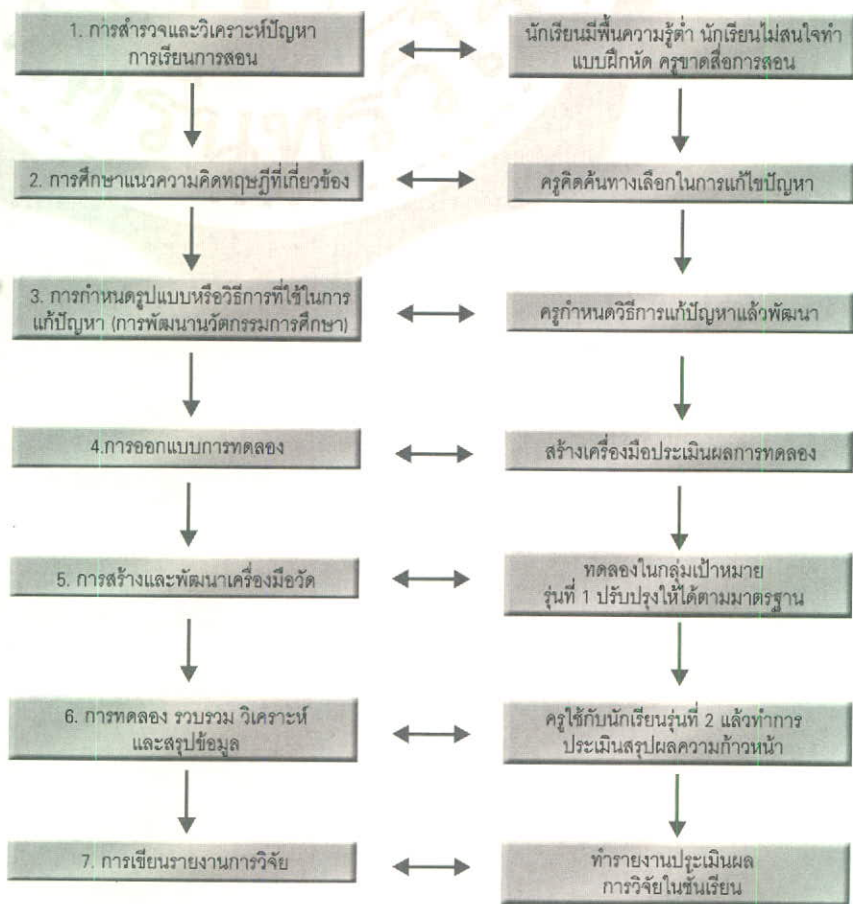 1. การสำรวจและวิเคราะห์ปัญหา
การเรียนการสอน
นักเรียนมีพื้นความรู้ต่ำ นักเรียนไม่สนใจทำ
แบบฝึกหัด ครูขาดสื่อการสอน
2. การศึกษาแนวความคิดทฤษฎีที่เกี่ยวข้อง
ครูคิดค้นทางเลือกในการแก้ไขปัญหา
3. การกำหนดรูปแบบหรือวิธีการที่ใช้ในการ
แก้ปัญหา (การพัฒนานวัตกรรมการศึกษา)
ครูกำหนดวิธีการแก้ปัญหาแล้วพัฒนา
4.การออกแบบการทดลอง
สร้างเครื่องมือประเมินผลการทดลอง
5. การสร้างและพัฒนาเครื่องมือวัด
ทดลองในกลุ่มเป้าหมาย
รุ่นที่ 1 ปรับปรุงให้ได้ตามมาตรฐาน
6. การทดลอง รวบรวม วิเคราะห์
และสรุปข้อมูล
ครูใช้กับนักเรียนรุ่นที่ 2 แล้วทำการ
ประเมินสรุปผลความก้าวหน้า
7. การเขียนรายงานการวิจัย
ทำรายงานประเมินผล
การวิจัยในชั้นเรียน